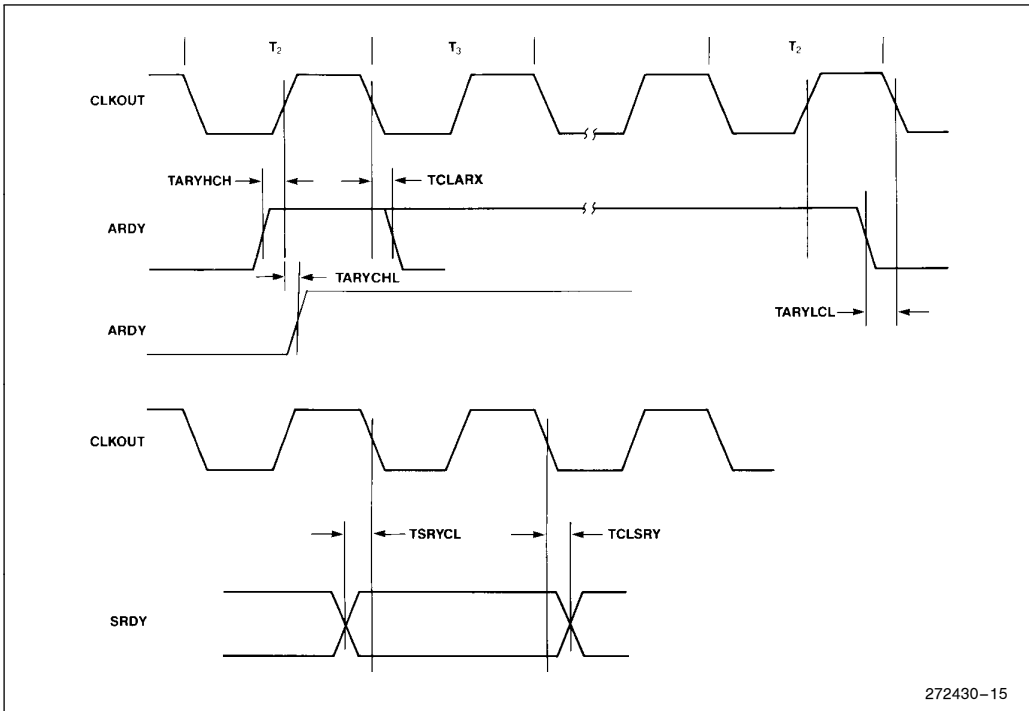 T₂ T₃ T₂
CLKOUT
TARYHCH TCLARX
ARDY
TARYCHL
ARDY TARYLCL
CLKOUT
TSRYCL TCLSRY
SRDY
272430–15